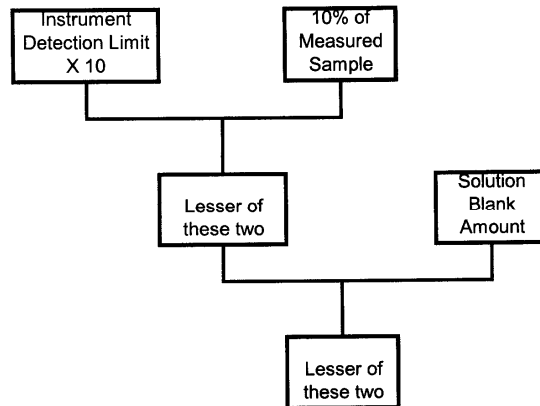 Instrument
Detection Limit
X 10
10% of
Measured
Sample
Lesser of
these two
Solution
Blank
Amount
Lesser of
these two